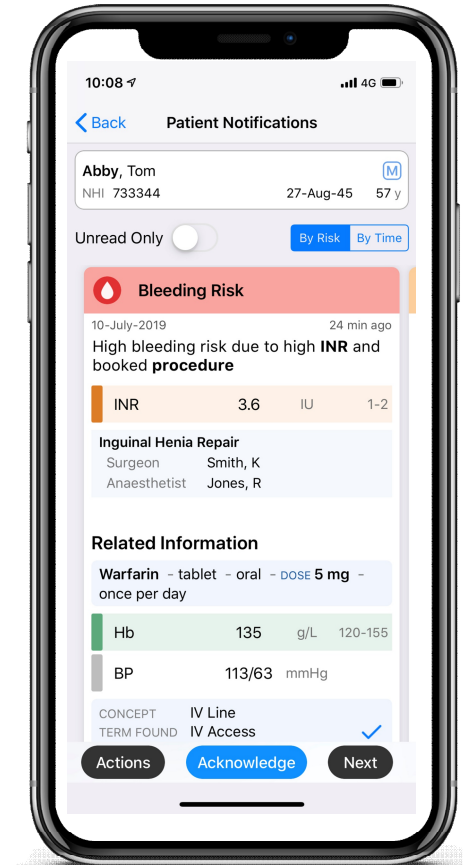 10:08
4G
Back Patient Notifications
Abby, Tom M
NHI 733344 27-Aug-45 57 y
Unread Only By Risk By Time
Bleeding Risk
10-July-2019 24 min ago
High bleeding risk due to high INR and
booked procedure
INR 3.6 IU 1-2
Inguinal Henia Repair
Surgeon Smith, K
Anaesthetist Jones, R
Related Information
Warfarin - tablet - oral - DOSE 5 mg -
once per day
Hb 135 g/L 120-155
BP 113/63 mmHg
CONCEPT IV Line
TERM FOUND IV Access
Actions Acknowledge Next